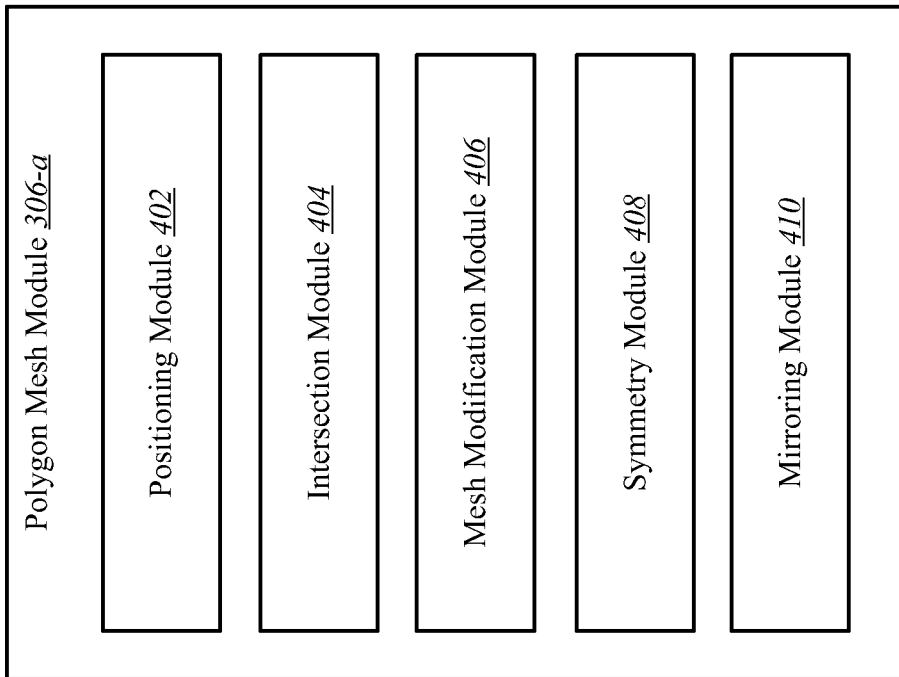 Polygon Mesh Module 306-a
Positioning Module 402
Intersection Module 404
Mesh Modification Module 406
Symmetry Module 408
Mirroring Module 410